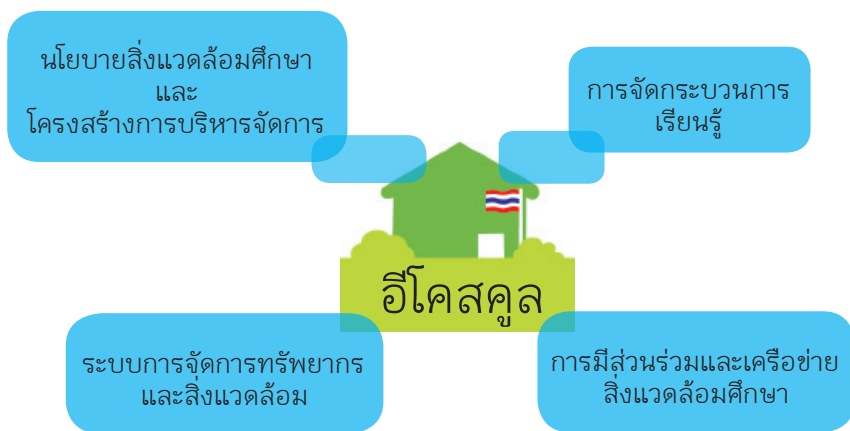 นโยบายสิ่งแวดล้อมศึกษา
และ
โครงสร้างการบริหารจัดการ
การจัดกระบวนการ
เรียนรู้
อีโคสคูล
ระบบการจัดการทรัพยากร
และสิ่งแวดล้อม
การมีส่วนร่วมและเครือข่าย
สิ่งแวดล้อมศึกษา